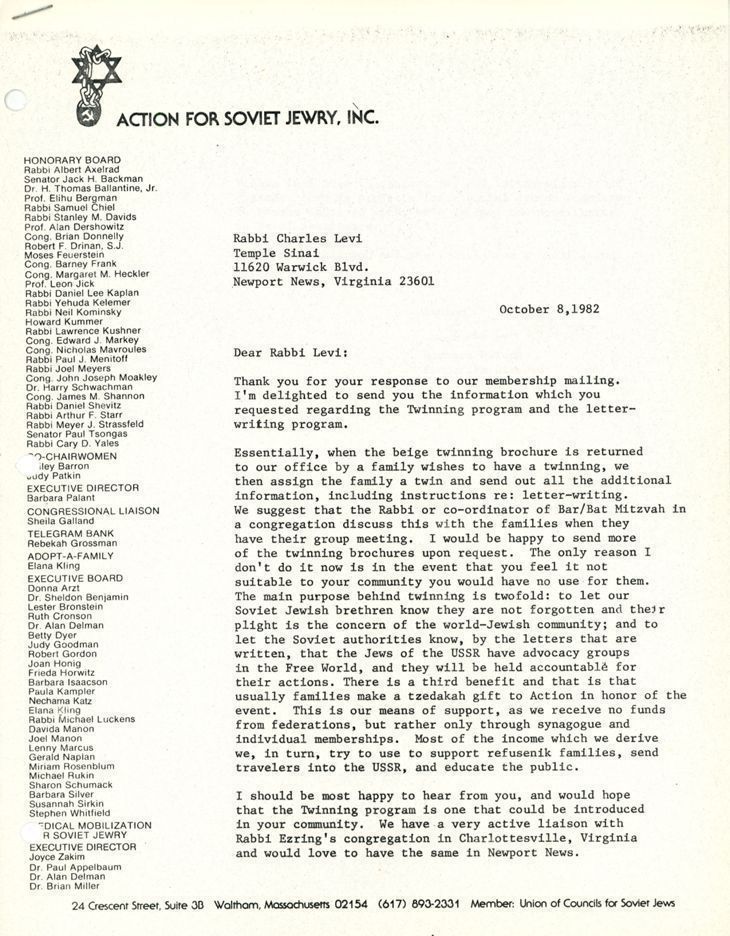 ACTION FOR SOVIET JEWRY, INC.
HONORARY BOARD
Rabbi Albert Axelrad
Senator Jack H. Backman
Dr. H. Thomas Ballantine, Jr.
Prof. Elihu Bergman
Rabbi Samuel Chiel
Rabbi Stanley M. Davids
Prof. Alan Dershowitz
Cong. Brian Donnelly
Robert F. Drinan, S.J.
Moses Feuerstein
Cong. Barney Frank
Cong. Margaret M. Heckler
Prof. Leon Jick
Rabbi Daniel Lee Kaplan
Rabbi Yehuda Kelemer
Rabbi Neil Kominsky
Howard Kummer
Rabbi Lawrence Kushner
Cong. Edward J. Markey
Cong. Nicholas Mavroules
Rabbi Paul J. Menitoff
Rabbi Joel Meyers
Cong. John Joseph Moakley
Dr. Harry Schwachman
Cong. James M. Shannon
Rabbi Daniel Shevitz
Rabbi Arthur F. Starr
Rabbi Meyer J. Strassfeld
Senator Paul Tsongas
Rabbi Cary D. Yales
CO-CHAIRWOMEN
iley Barron
Judy Patkin
EXECUTIVE DIRECTOR
Barbara Palant
CONGRESSIONAL LIAISON
Sheila Galland
TELEGRAM BANK
Rebekah Grossman
ADOPT-A-FAMILY
Elana Kling
EXECUTIVE BOARD
Donna Arzt
Dr. Sheldon Benjamin
Lester Bronstein
Ruth Cronson
Dr. Alan Delman
Betty Dyer
Judy Goodman
Robert Gordon
Joan Honig
Frieda Horwitz
Barbara Isaacson
Paula Kampler
Nechama Katz
Elana Kling
Rabbi Michael Luckens
Davida Manon
Joel Manon
Lenny Marcus
Gerald Naplan
Miriam Rosenblum
Michael Rukin
Sharon Schumack
Barbara Silver
Susannah Sirkin
Stephen Whitfield
EDICAL MOBILIZATION
R SOVIET JEWRY
EXECUTIVE DIRECTOR
Joyce Zakim
Dr. Paul Appelbaum
Dr. Alan Delman
Dr. Brian Miller
Rabbi Charles Levi
Temple Sinai
11620 Warwick Blvd.
Newport News, Virginia 23601
October 8,1982
Dear Rabbi Levi:
Thank you for your response to our membership mailing.
I'm delighted to send you the information which you
requested regarding the Twinning program and the letter-
writing program.
Essentially, when the beige twinning brochure is returned
to our office by a family wishes to have a twinning, we
then assign the family a twin and send out all the additional
information, including instructions re: letter-writing.
We suggest that the Rabbi or co-ordinator of Bar/Bat Mitzvah in
a congregation discuss this with the families when they
have their group meeting. I would be happy to send more
of the twinning brochures upon request. The only reason I
don't do it now is in the event that you feel it not
suitable to your community you would have no use for them.
The main purpose behind twinning is twofold: to let our
Soviet Jewish brethren know they are not forgotten and their
plight is the concern of the world-Jewish community; and to
let the Soviet authorities know, by the letters that are
written, that the Jews of the USSR have advocacy groups
in the Free World, and they will be held accountable for
their actions. There is a third benefit and that is that
usually families make a tzedakah gift to Action in honor of the
event. This is our means of support, as we receive no funds
from federations, but rather only through synagogue and
individual memberships. Most of the income which we derive
we, in turn, try to use to support refusenik families, send
travelers into the USSR, and educate the public.
I should be most happy to hear from you, and would hope
that the Twinning program is one that could be introduced
in your community. We have a very active liaison with
Rabbi Ezring's congregation in Charlottesville, Virginia
and would love to have the same in Newport News.
24 Crescent Street, Suite 3B Waltham, Massachusetts 02154 (617) 893-2331 Member: Union of Councils for Soviet Jews